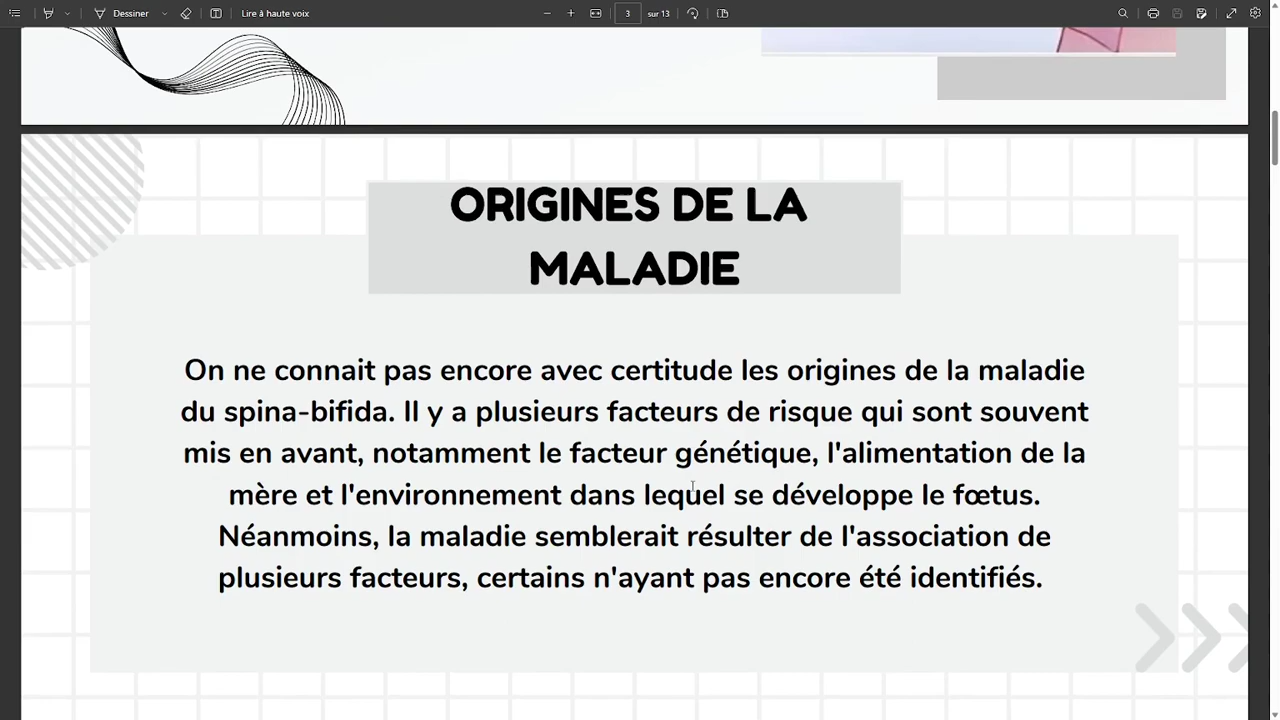 Dessiner
Lire à haute voix
3
sur 13
ORIGINES DE LA
MALADIE
On ne connait pas encore avec certitude les origines de la maladie
du spina-bifida. Il y a plusieurs facteurs de risque qui sont souvent
mis en avant, notamment le facteur génétique, l'alimentation de la
mère et l'environnement dans lequel se développe le fœtus.
Néanmoins, la maladie semblerait résulter de l'association de
plusieurs facteurs, certains n'ayant pas encore été identifiés.